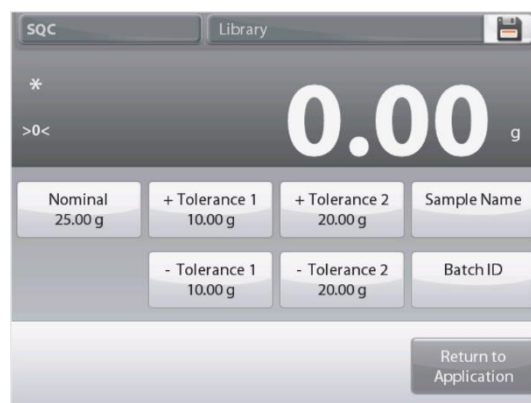 SQC
Library
*
>0<
0.00 g
Nominal
25.00 g
+ Tolerance 1
10.00 g
+ Tolerance 2
20.00 g
Sample Name
- Tolerance 1
10.00 g
- Tolerance 2
20.00 g
Batch ID
Return to
Application